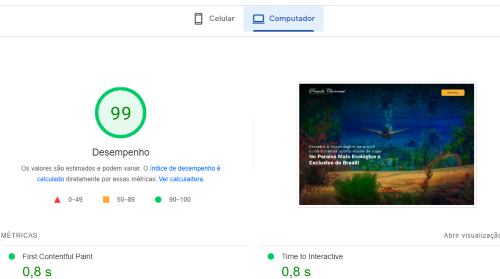 Celular
Computador
99
Desempenho
Os valores são estimados e podem variar. O índice de desempenho é
calculado diretamente por essas métricas. Ver calculadora.
0–49
50–89
90–100
No Paraíso Mais Ecológico e
Exclusivo do Brasil!
MÉTRICAS
Abrir visualização
First Contentful Paint
0,8 s
Time to Interactive
0,8 s